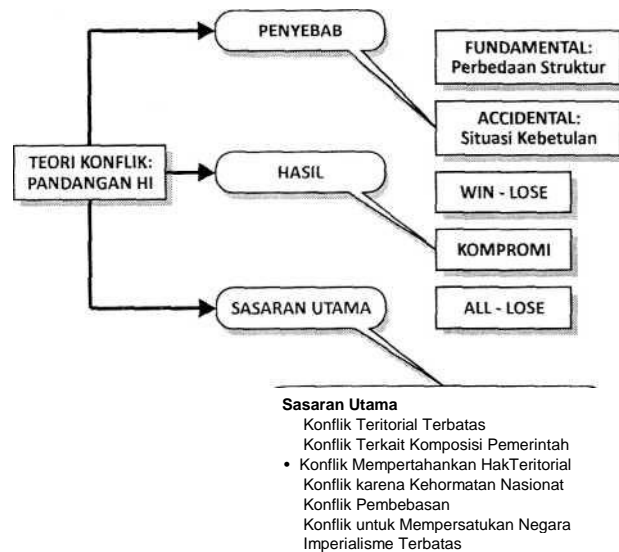 PENYEBAB
FUNDAMENTAL:
Perbedaan Struktur
ACCIDENTAL:
Situasi Kebetulan
TEORI KONFLIK:
PANDANGAN HI
HASIL
WIN - LOSE
KOMPROMI
ALL - LOSE
SASARAN UTAMA
Sasaran Utama
Konflik Teritorial Terbatas
Konflik Terkait Komposisi Pemerintah
• Konflik Mempertahankan HakTeritorial
Konflik karena Kehormatan Nasionat
Konflik Pembebasan
Konflik untuk Mempersatukan Negara
Imperialisme Terbatas